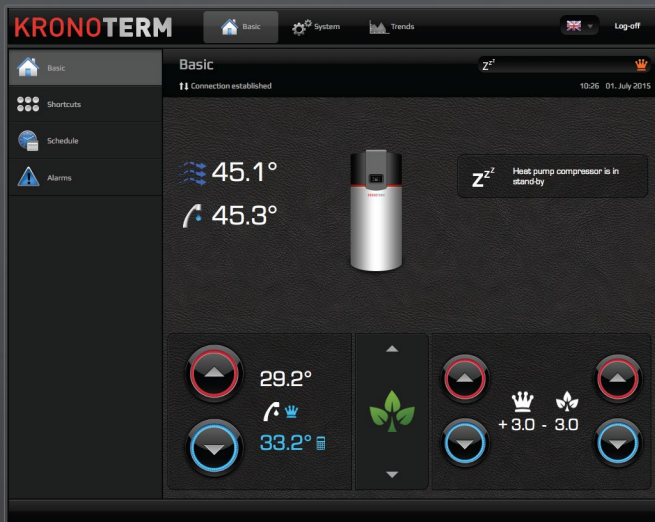 KRONOTERM
Basic
System
Trends
Log-off
Basic
Shortcuts
Schedule
Alarms
Basic
Connection established
Zzz
10:26 01. July 2015
45.1°
45.3°
KRONOTERM
Zzz
Heat pump compressor is in
stand-by
29.2°
33.2°
+ 3.0 - 3.0